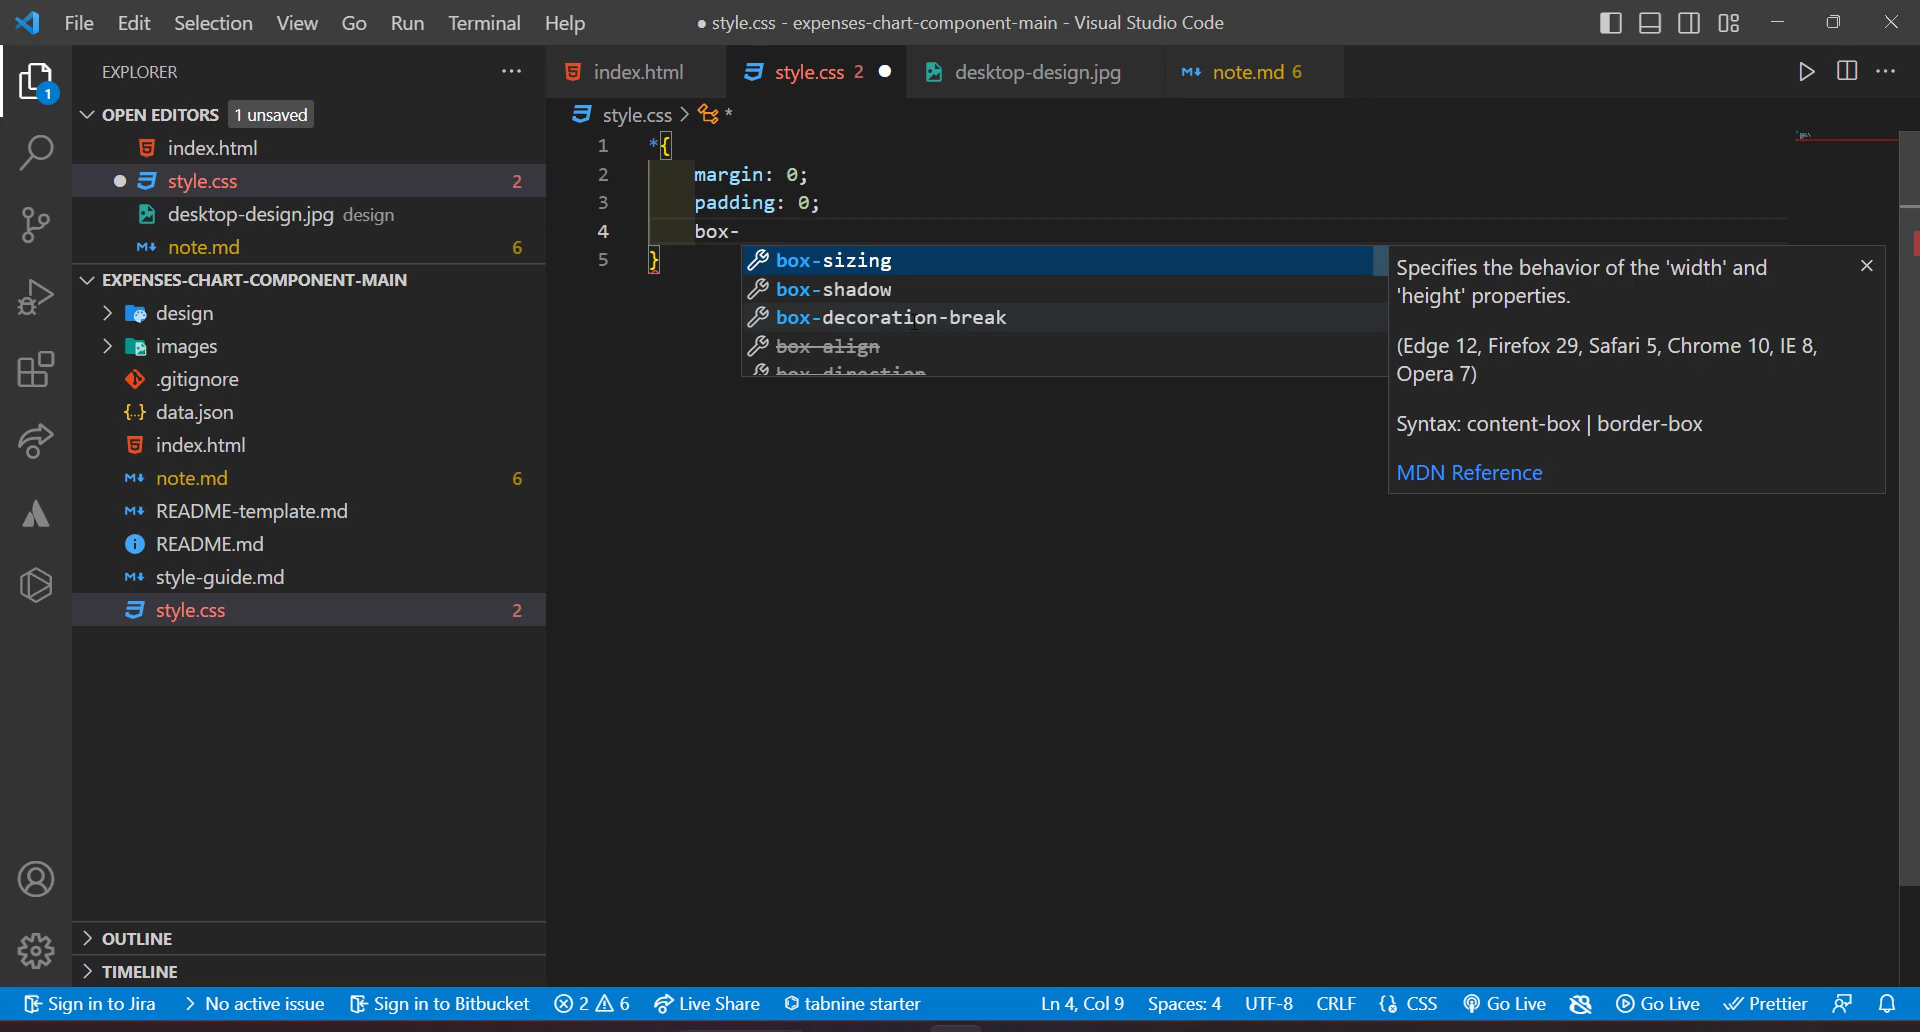 File Edit Selection View Go Run Terminal Help ● style.css - expenses-chart-component-main - Visual Studio Code
EXPLORER ···
OPEN EDITORS 1 unsaved
index.html
style.css 2
desktop-design.jpg design
note.md 6
EXPENSES-CHART-COMPONENT-MAIN
design
images
.gitignore
data.json
index.html
note.md 6
README-template.md
README.md
style-guide.md
style.css 2
OUTLINE
TIMELINE
1
index.html style.css 2 desktop-design.jpg note.md 6
style.css > *
1 *{
2 margin: 0;
3 padding: 0;
4 box-
5 }
box-sizing
box-shadow
box-decoration-break
box-align
box-direction
Specifies the behavior of the 'width' and
'height' properties.
(Edge 12, Firefox 29, Safari 5, Chrome 10, IE 8,
Opera 7)
Syntax: content-box | border-box
MDN Reference
Sign in to Jira > No active issue Sign in to Bitbucket 2 6 Live Share tabnine starter Ln 4, Col 9 Spaces: 4 UTF-8 CRLF {} CSS Go Live Go Live Prettier